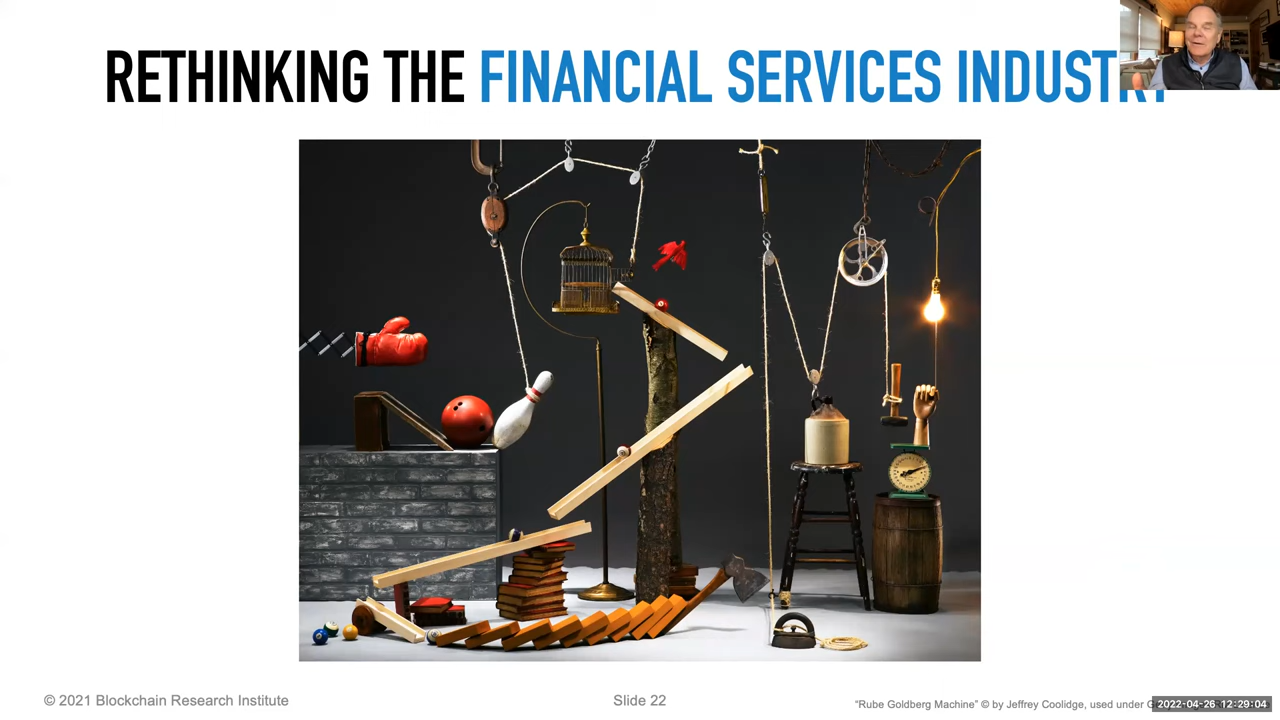 RETHINKING THE FINANCIAL SERVICES INDUSTRY
© 2021 Blockchain Research Institute
Slide 22
“Rube Goldberg Machine” © by Jeffrey Coolidge, used under
2022-04-26 12:29:04